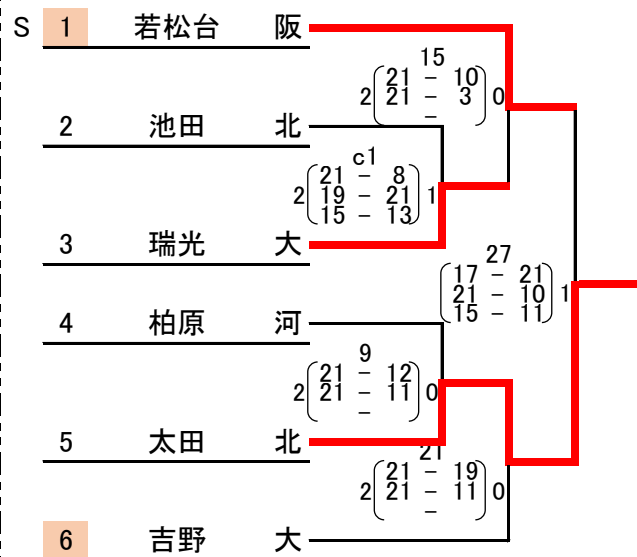 S 1 若松台 阪
15
21 - 10
2 21 - 3 0
-
2 池田 北
c1
21 - 8
2 19 - 21 1
15 - 13
3 瑞光 大
27
17 - 21
21 - 10 1
15 - 11
4 柏原 河
9
21 - 12
2 21 - 11 0
-
5 太田 北
21
21 - 19
2 21 - 11 0
-
6 吉野 大